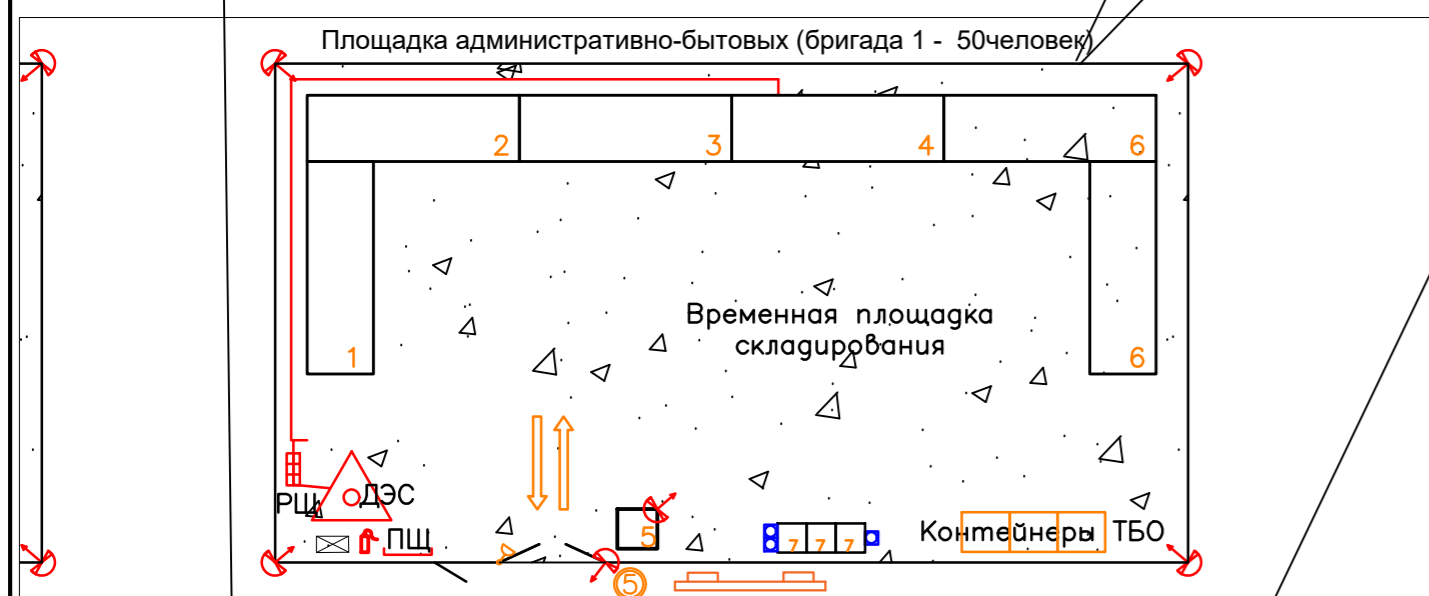 Площадка административно-бытовых (бригада 1 - 50человек)
2
3
4
6
1
Временная площадка
складирования
6
РЩ
ДЭС
ПЩ
5
7 7 7
Контейнеры ТБО
5